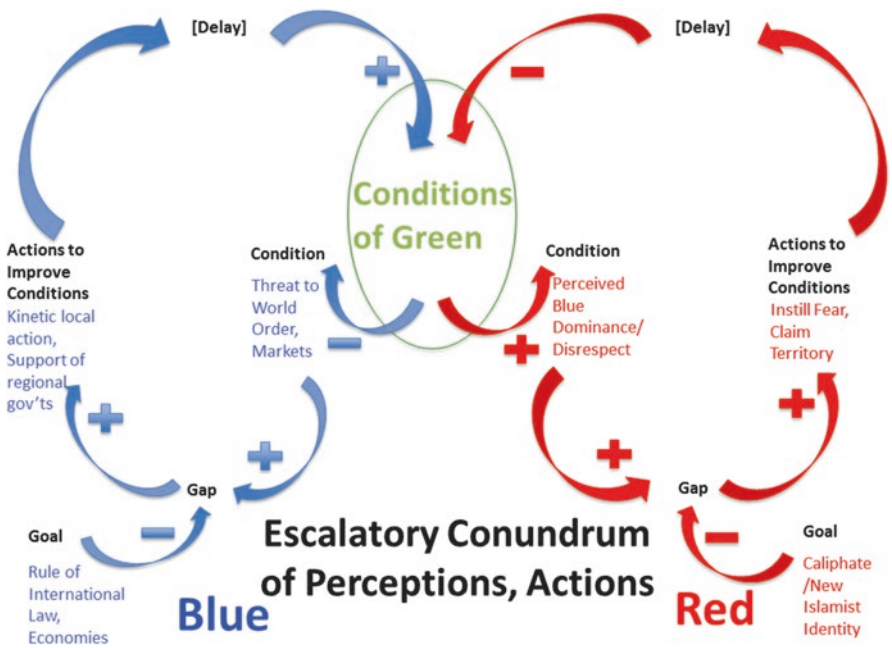 [Delay]
[Delay]
+
−
Conditions
of Green
Actions to
Improve
Conditions
Kinetic local
action,
Support of
regional
gov'ts
Condition
Threat to
World
Order,
Markets
−
Condition
Perceived
Blue
Dominance/
Disrespect
+
Actions to
Improve
Conditions
Instill Fear,
Claim
Territory
+
+
+
+
Gap
Gap
Goal
−
Rule of
International
Law,
Economies
Blue
Escalatory Conundrum
of Perceptions, Actions
Red
−
Goal
Caliphate
/New
Islamist
Identity